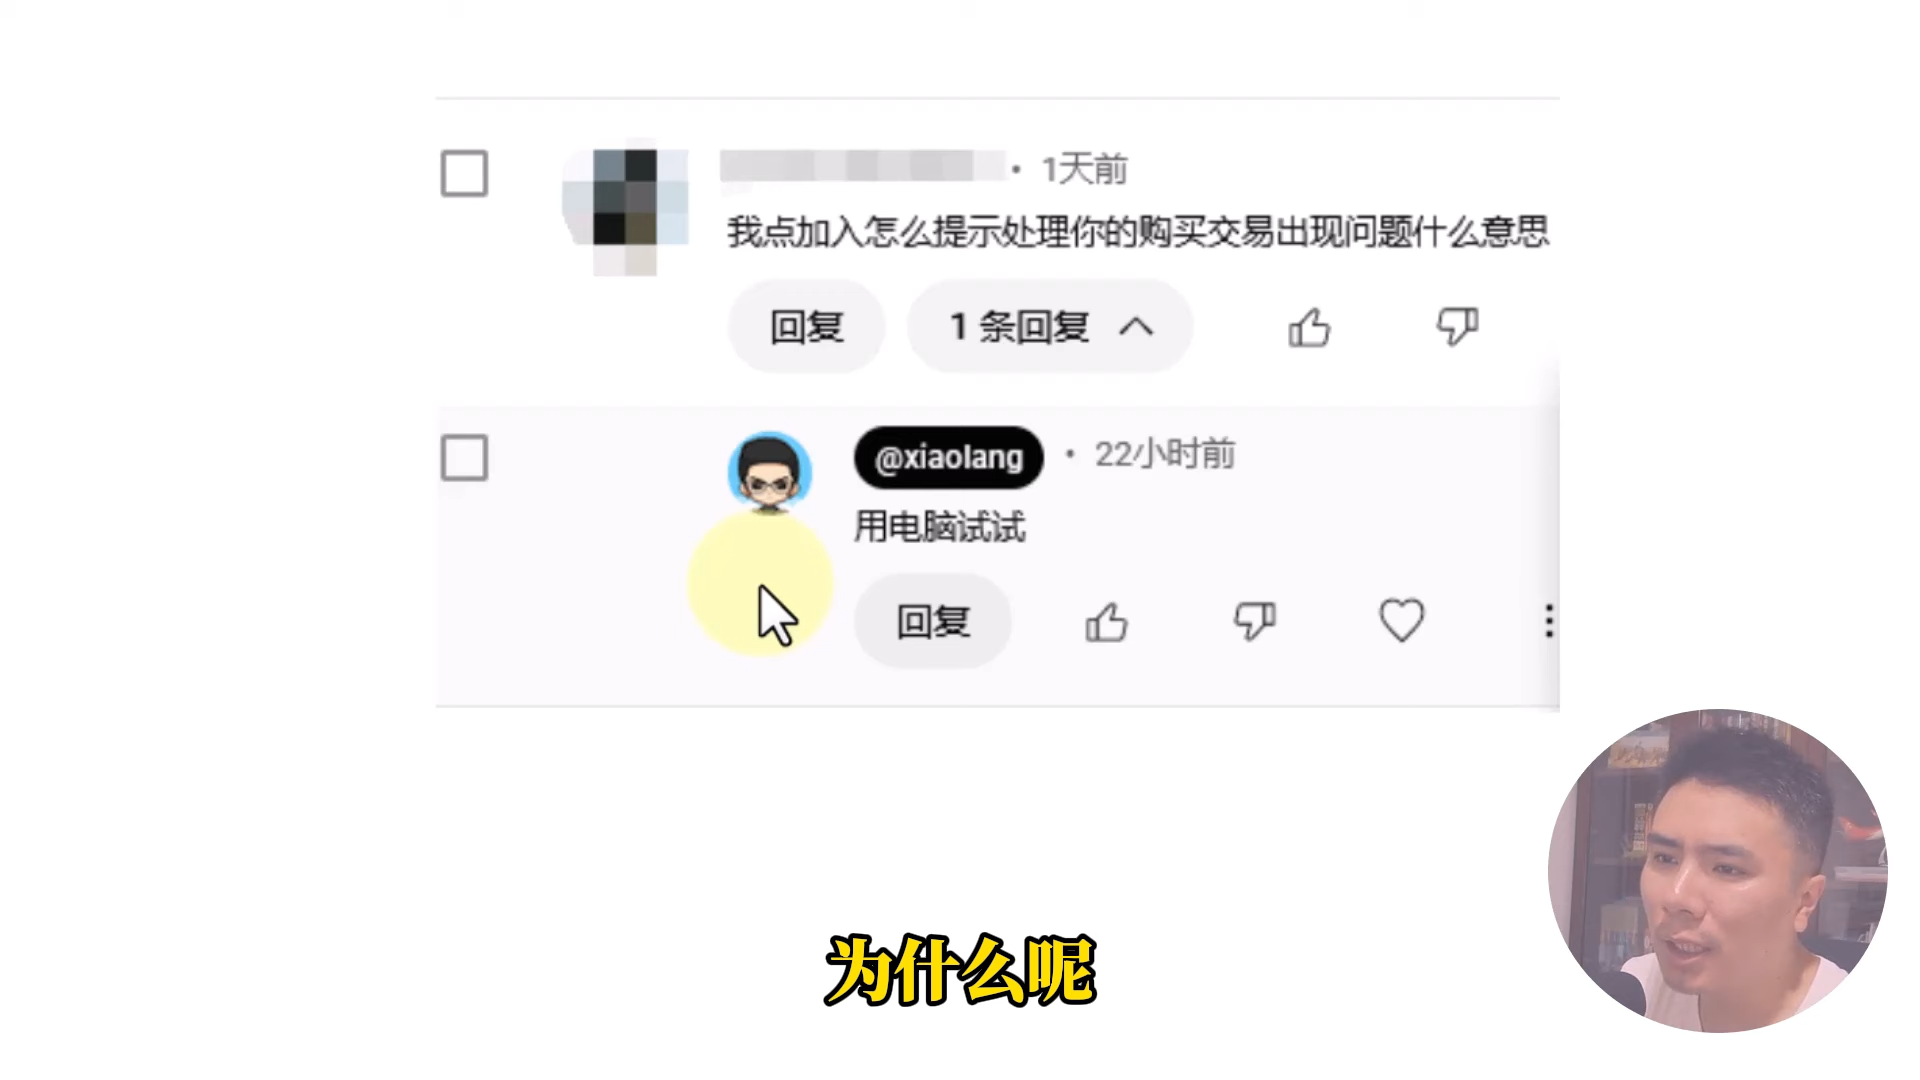 · 1天前
我点加入怎么提示处理你的购买交易出现问题什么意思
回复 1 条回复
@xiaolang · 22小时前
用电脑试试
回复
为什么呢